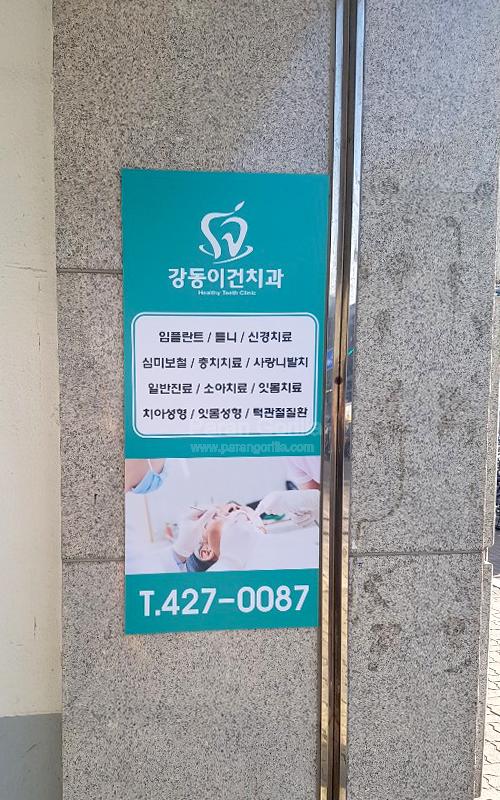 강동이건치과
Healthy Teeth Clinic
임플란트 / 틀니 / 신경치료
심미보철 / 충치치료 / 사랑니발치
일반진료 / 소아치료 / 잇몸치료
치아성형 / 잇몸성형 / 턱관절질환
Paran Gorilla
www.parangorilla.com
T.427-0087